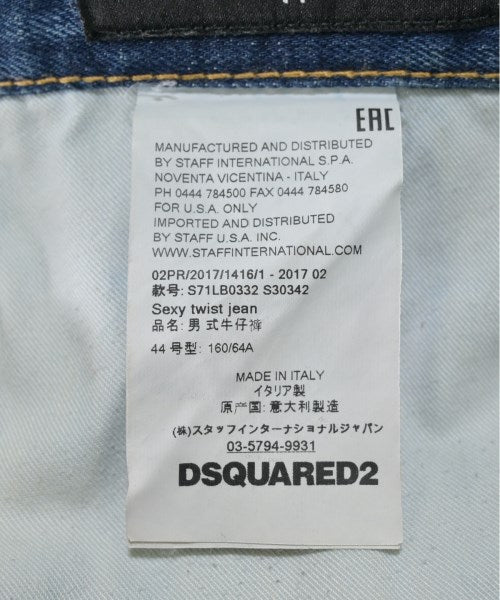 EAC
MANUFACTURED AND DISTRIBUTED
BY STAFF INTERNATIONAL S.P.A.
NOVENTA VICENTINA - ITALY
PH 0444 784500 FAX 0444 784580
FOR U.S.A. ONLY
IMPORTED AND DISTRIBUTED
BY STAFF U.S.A. INC.
WWW.STAFFINTERNATIONAL.COM
02PR/2017/1416/1 - 2017 02
款号: S71LB0332 S30342
Sexy twist jean
品名: 男 式牛仔裤
44 号型: 160/64A
MADE IN ITALY
イタリア製
原产国: 意大利製造
(株)スタッフインターナショナルジャパン
03-5794-9931
DSQUARED2